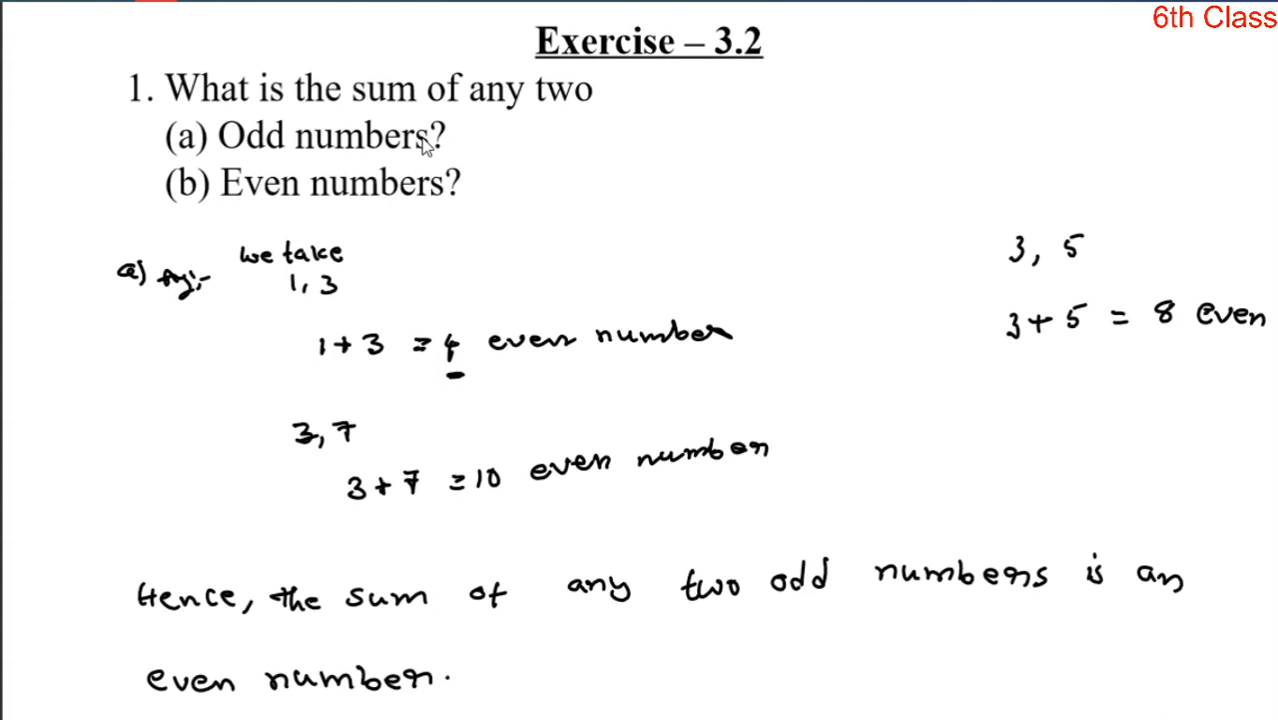 6th Class
Exercise – 3.2
1. What is the sum of any two
(a) Odd numbers?
(b) Even numbers?
a) we take
1, 3
1 + 3 = 4 even number
3, 7
3 + 7 = 10 even number
3, 5
3 + 5 = 8 even
Hence, the sum of any two odd numbers is an
even number.